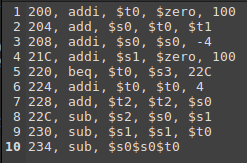 1 200, addi, $t0, $zero, 100
2 204, add, $s0, $t0, $t1
3 208, addi, $s0, $s0, -4
4 21C, addi, $s1, $zero, 100
5 220, beq, $t0, $s3, 22C
6 224, addi, $t0, $t0, 4
7 228, add, $t2, $t2, $s0
8 22C, sub, $s2, $s0, $s1
9 230, sub, $s1, $s1, $t0
10 234, sub, $s0$s0$t0